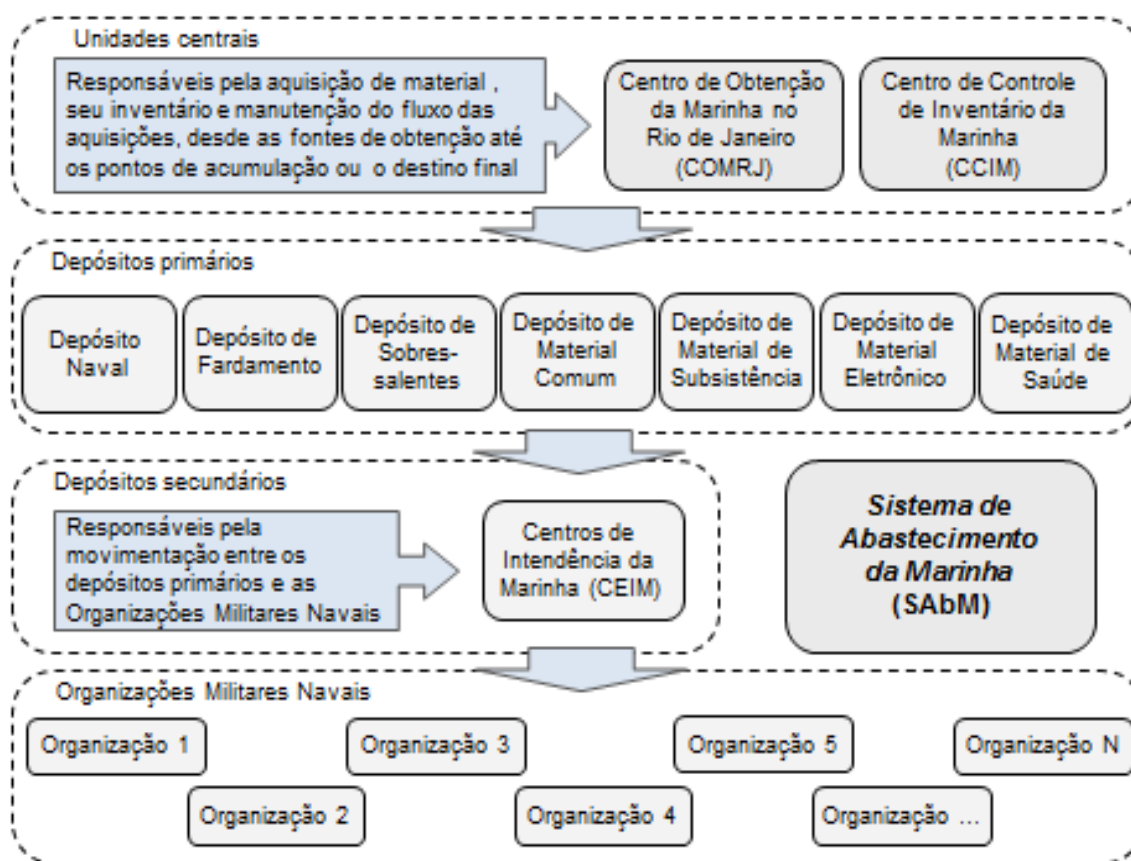 Unidades centrais
Responsáveis pela aquisição de material ,
seu inventário e manutenção do fluxo das
aquisições, desde as fontes de obtenção até
os pontos de acumulação ou o destino final
Centro de Obtenção
da Marinha no
Rio de Janeiro
(COMRJ)
Centro de Controle
de Inventário da
Marinha
(CCIM)
Depósitos primários
Depósito
Naval
Depósito de
Fardamento
Depósito de
Sobres-
salentes
Depósito de
Material
Comum
Depósito de
Material de
Subsistência
Depósito de
Material
Eletrônico
Depósito de
Material de
Saúde
Depósitos secundários
Responsáveis pela
movimentação entre os
depósitos primários e as
Organizações Militares Navais
Centros de
Intendência da
Marinha (CEIM)
Sistema de
Abastecimento
da Marinha
(SAbM)
Organizações Militares Navais
Organização 1
Organização 3
Organização 5
Organização N
Organização 2
Organização 4
Organização ...